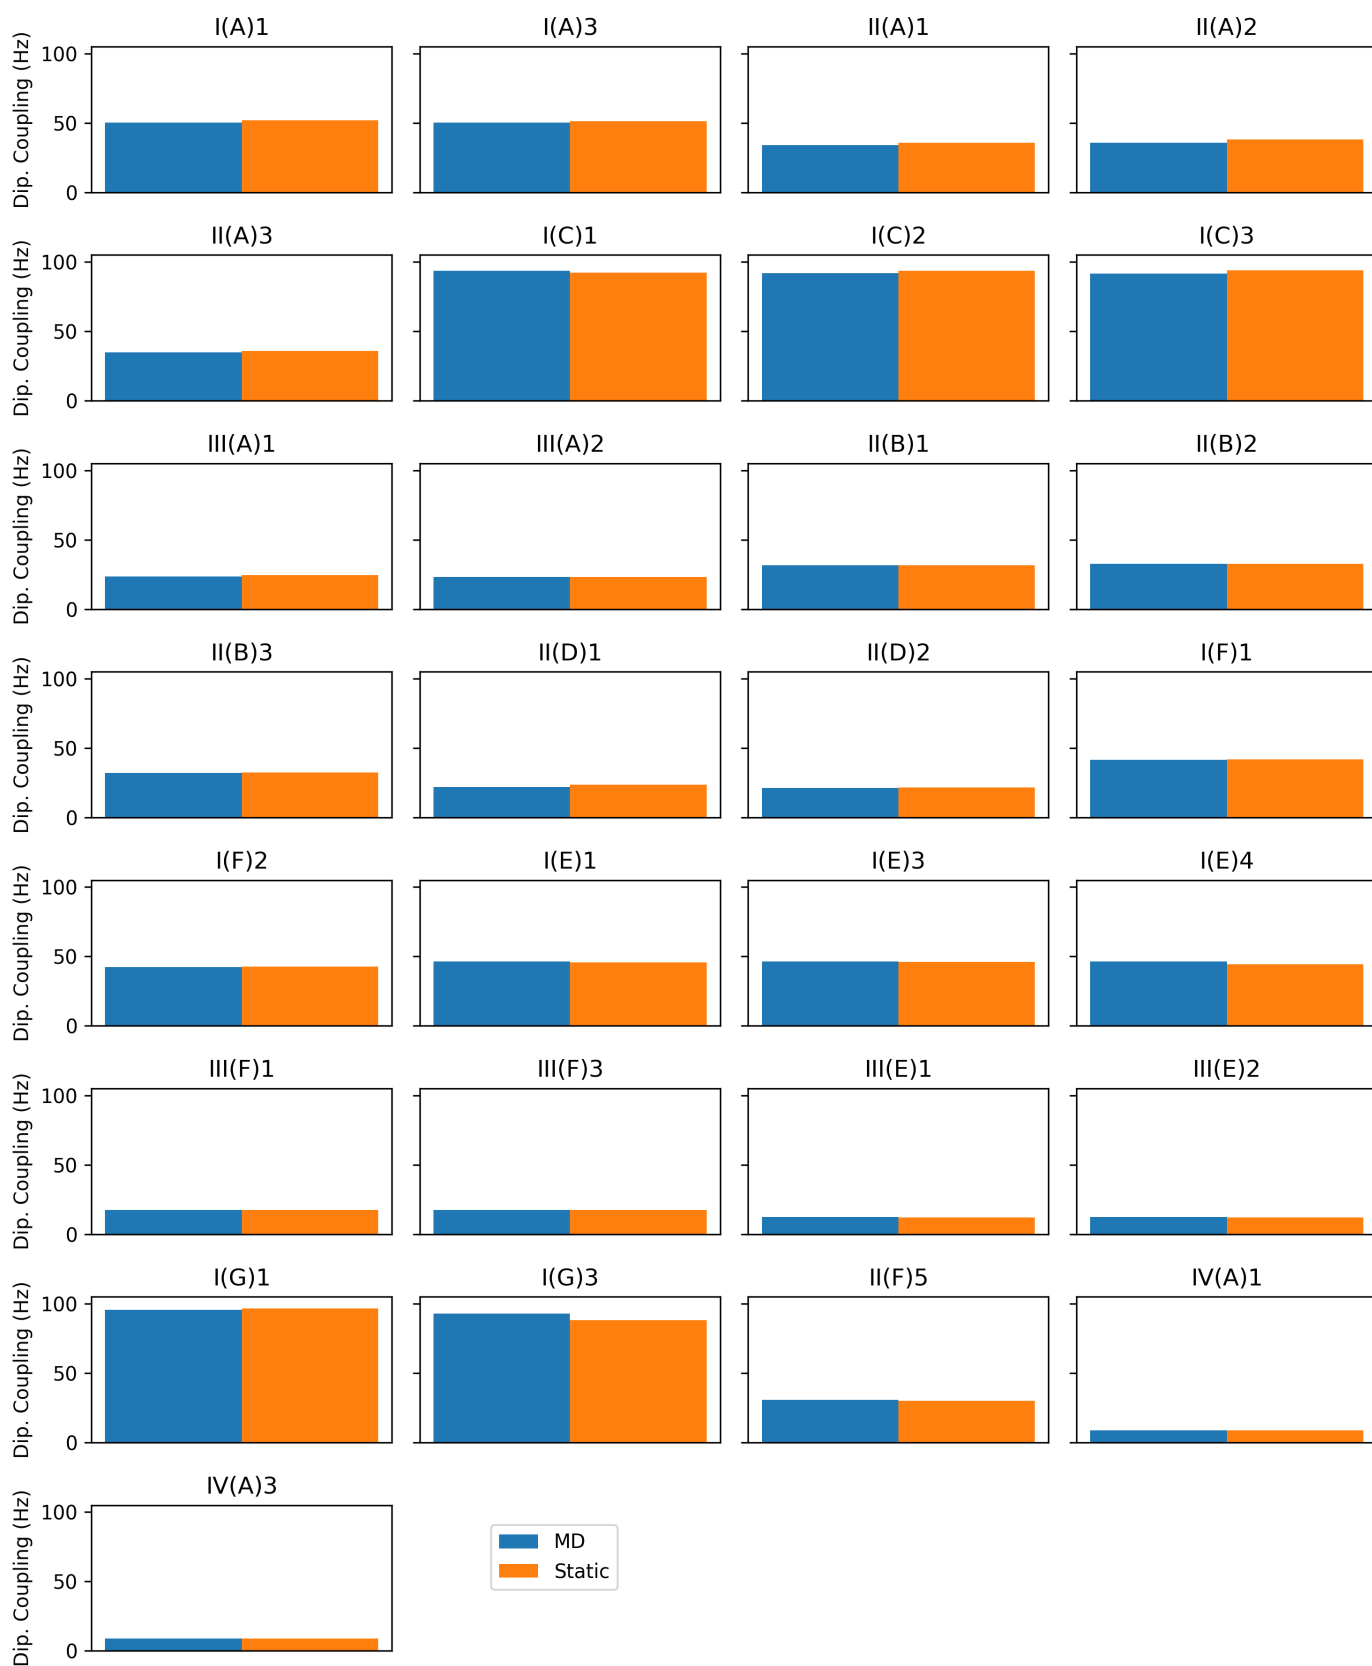 I(A)1 I(A)3 II(A)1 II(A)2
Dip. Coupling (Hz)
100
50
0
II(A)3 I(C)1 I(C)2 I(C)3
Dip. Coupling (Hz)
100
50
0
III(A)1 III(A)2 II(B)1 II(B)2
Dip. Coupling (Hz)
100
50
0
II(B)3 II(D)1 II(D)2 I(F)1
Dip. Coupling (Hz)
100
50
0
I(F)2 I(E)1 I(E)3 I(E)4
Dip. Coupling (Hz)
100
50
0
III(F)1 III(F)3 III(E)1 III(E)2
Dip. Coupling (Hz)
100
50
0
I(G)1 I(G)3 II(F)5 IV(A)1
Dip. Coupling (Hz)
100
50
0
IV(A)3
Dip. Coupling (Hz)
100
50
0
MD
Static